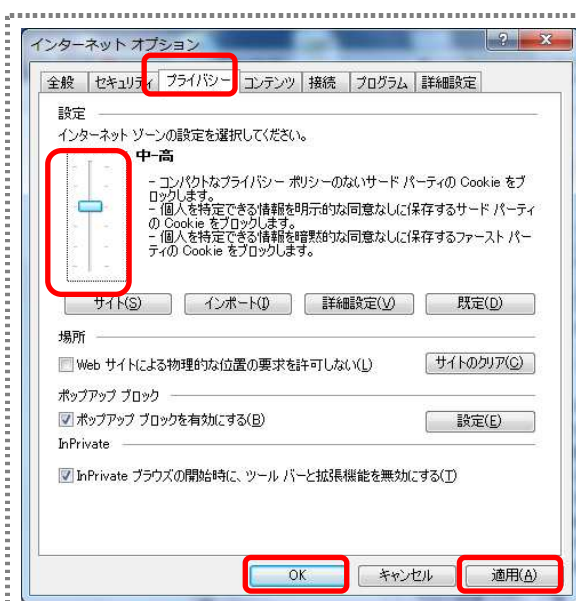 インターネット オプション
全般 セキュリティ プライバシー コンテンツ 接続 プログラム 詳細設定
設定
インターネット ゾーンの設定を選択してください。
中-高
- コンパクトなプライバシー ポリシーのないサード パーティの Cookie をブ
ロックします。
- 個人を特定できる情報を明示的な同意なしに保存するサード パーティ
の Cookie をブロックします。
- 個人を特定できる情報を暗黙的な同意なしに保存するファースト パー
ティの Cookie をブロックします。
サイト(S) インポート(I) 詳細設定(V) 既定(D)
場所
Web サイトによる物理的な位置の要求を許可しない(L) サイトのクリア(C)
ポップアップ ブロック
ポップアップ ブロックを有効にする(B) 設定(E)
InPrivate
InPrivate ブラウズの開始時に、ツール バーと拡張機能を無効にする(T)
OK キャンセル 適用(A)